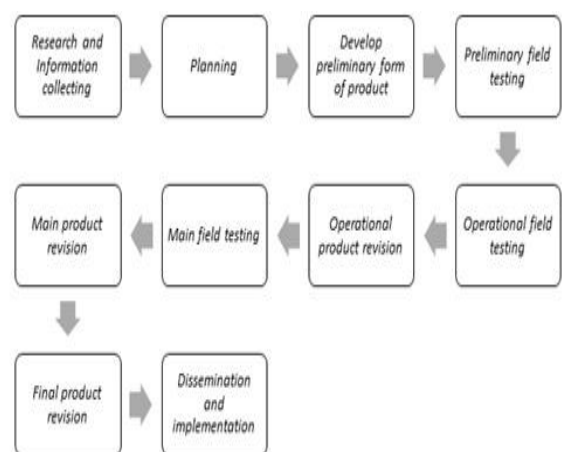 Research and
Information
collecting
Planning
Develop
preliminary form
of product
Preliminary field
testing
Operational field
testing
Operational
product revision
Main field testing
Main product
revision
Final product
revision
Dissemination
and
implementation